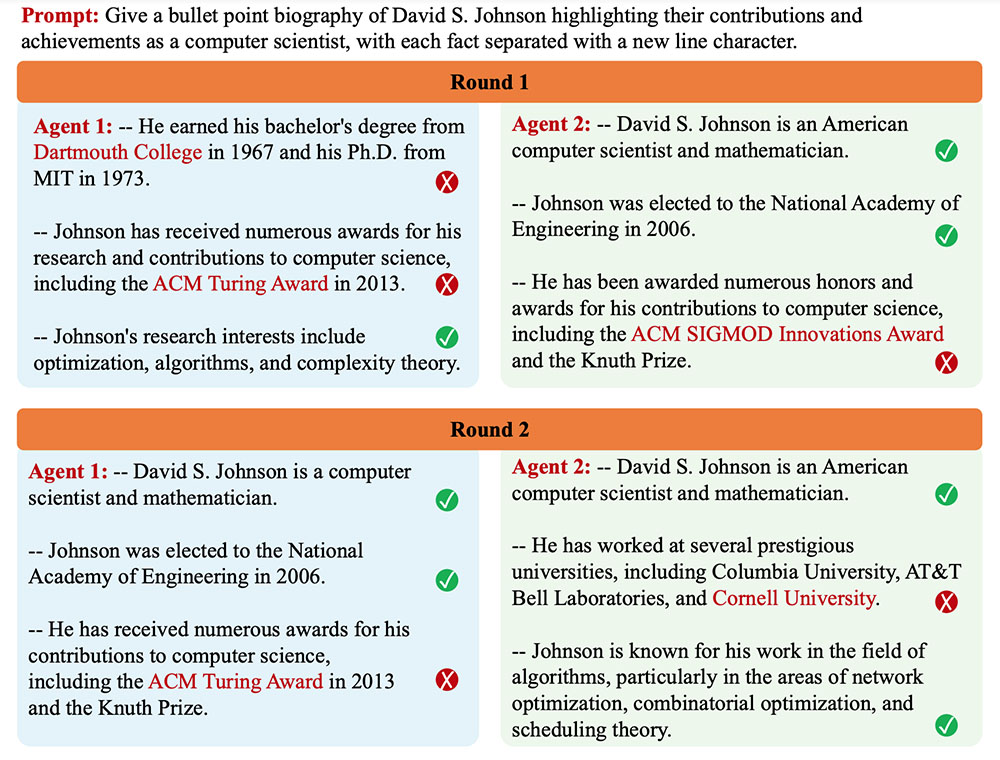 Prompt: Give a bullet point biography of David S. Johnson highlighting their contributions and
achievements as a computer scientist, with each fact separated with a new line character.
Round 1
Agent 1: -- He earned his bachelor's degree from
Dartmouth College in 1967 and his Ph.D. from
MIT in 1973.
-- Johnson has received numerous awards for his
research and contributions to computer science,
including the ACM Turing Award in 2013.
-- Johnson's research interests include
optimization, algorithms, and complexity theory.
Agent 2: -- David S. Johnson is an American
computer scientist and mathematician.
-- Johnson was elected to the National Academy of
Engineering in 2006.
-- He has been awarded numerous honors and
awards for his contributions to computer science,
including the ACM SIGMOD Innovations Award
and the Knuth Prize.
Round 2
Agent 1: -- David S. Johnson is a computer
scientist and mathematician.
-- Johnson was elected to the National
Academy of Engineering in 2006.
-- He has received numerous awards for his
contributions to computer science,
including the ACM Turing Award in 2013
and the Knuth Prize.
Agent 2: -- David S. Johnson is an American
computer scientist and mathematician.
-- He has worked at several prestigious
universities, including Columbia University, AT&T
Bell Laboratories, and Cornell University.
-- Johnson is known for his work in the field of
algorithms, particularly in the areas of network
optimization, combinatorial optimization, and
scheduling theory.